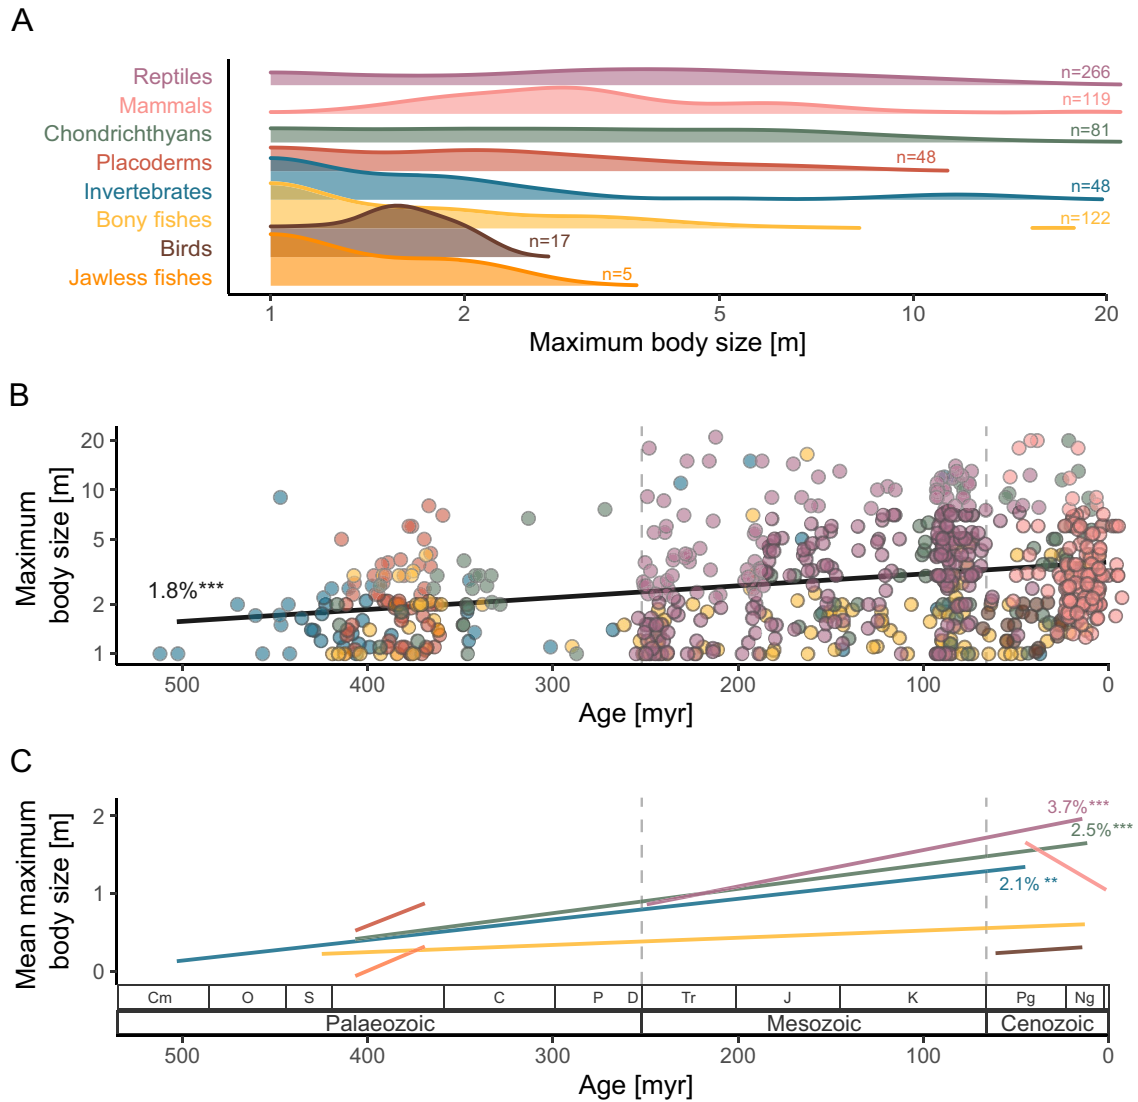 A
Reptiles
n=266
Mammals
n=119
Chondrichthyans
n=81
Placoderms
n=48
Invertebrates
n=48
Bony fishes
n=122
Birds
n=17
Jawless fishes
n=5
1 2 5 10 20
Maximum body size [m]
B
Maximum
body size [m]
20
10
5
2
1
1.8%***
500 400 300 200 100 0
Age [myr]
C
Mean maximum
body size [m]
2
1
0
3.7%***
2.5%***
2.1% **
Cm O S C P D Tr J K Pg Ng
Palaeozoic Mesozoic Cenozoic
500 400 300 200 100 0
Age [myr]